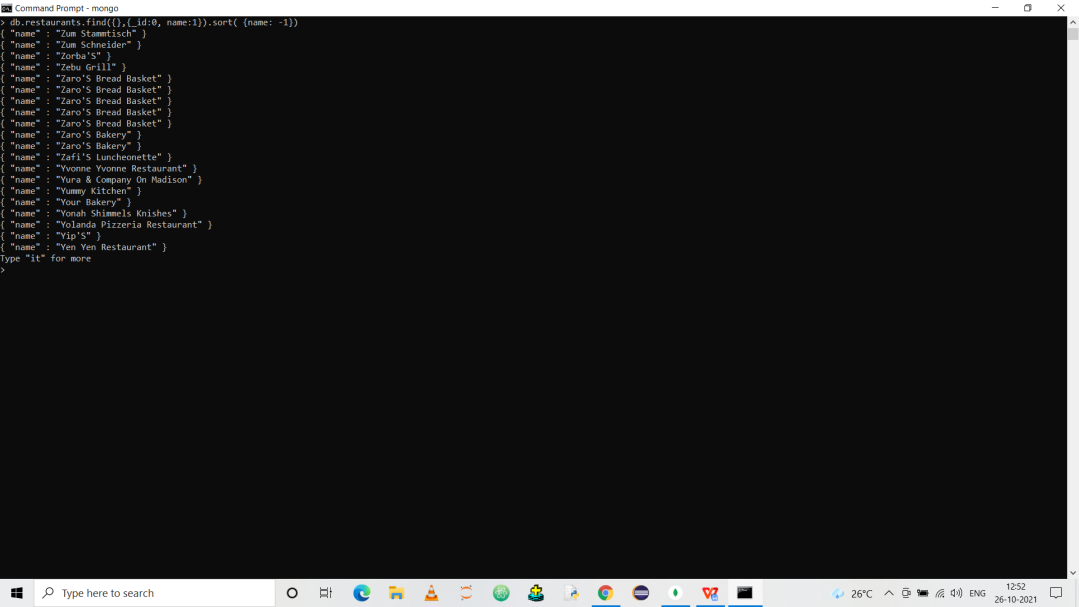 Command Prompt - mongo
> db.restaurants.find({},{_id:0, name:1}).sort( {name: -1})
{ "name" : "Zum Stammtisch" }
{ "name" : "Zum Schneider" }
{ "name" : "Zorba'S" }
{ "name" : "Zebu Grill" }
{ "name" : "Zaro'S Bread Basket" }
{ "name" : "Zaro'S Bread Basket" }
{ "name" : "Zaro'S Bread Basket" }
{ "name" : "Zaro'S Bread Basket" }
{ "name" : "Zaro'S Bread Basket" }
{ "name" : "Zaro'S Bakery" }
{ "name" : "Zaro'S Bakery" }
{ "name" : "Zafi'S Luncheonette" }
{ "name" : "Yvonne Yvonne Restaurant" }
{ "name" : "Yura & Company On Madison" }
{ "name" : "Yummy Kitchen" }
{ "name" : "Your Bakery" }
{ "name" : "Yonah Shimmels Knishes" }
{ "name" : "Yolanda Pizzeria Restaurant" }
{ "name" : "Yip'S" }
{ "name" : "Yen Yen Restaurant" }
Type "it" for more
>
Type here to search
26°C
ENG
12:52
26-10-2021